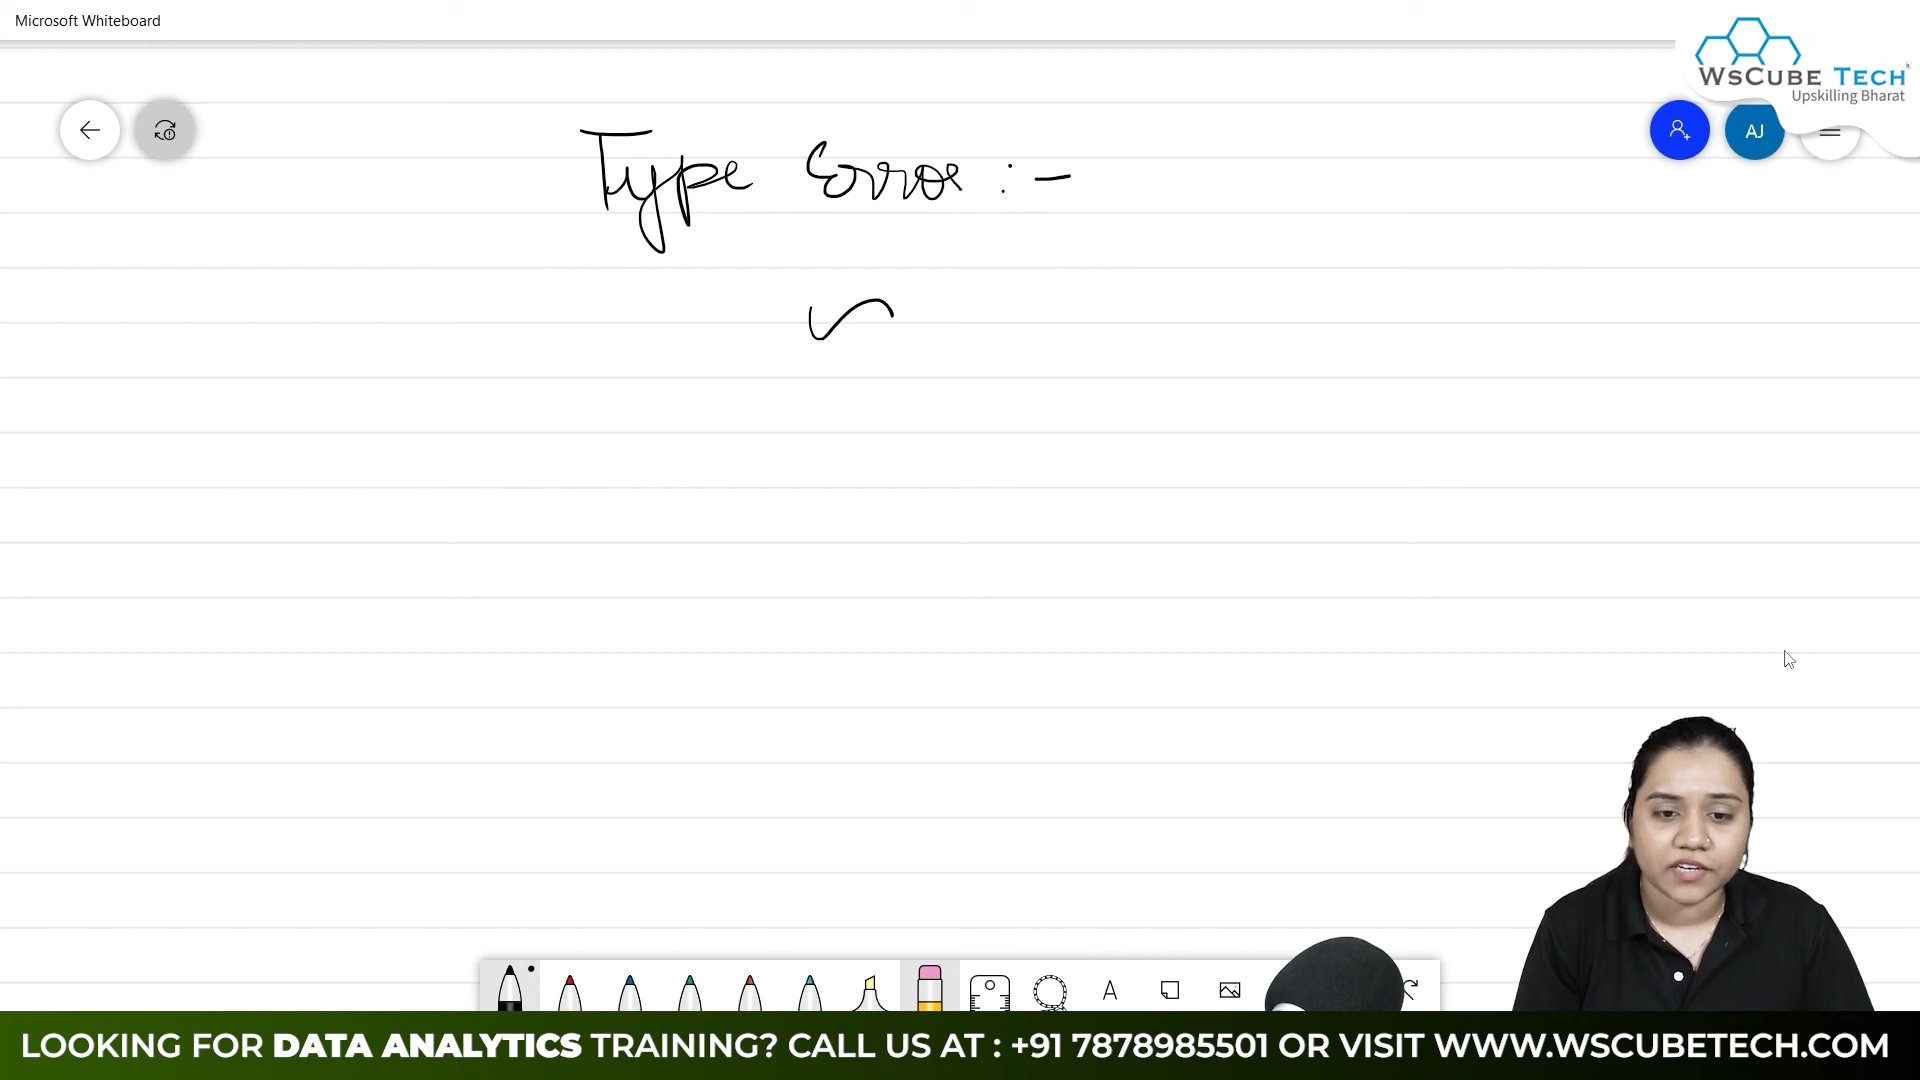 Microsoft Whiteboard
WsCube Tech
Upskilling Bharat
AJ
Type Error :-
A
LOOKING FOR DATA ANALYTICS TRAINING? CALL US AT : +91 7878985501 OR VISIT WWW.WSCUBETECH.COM